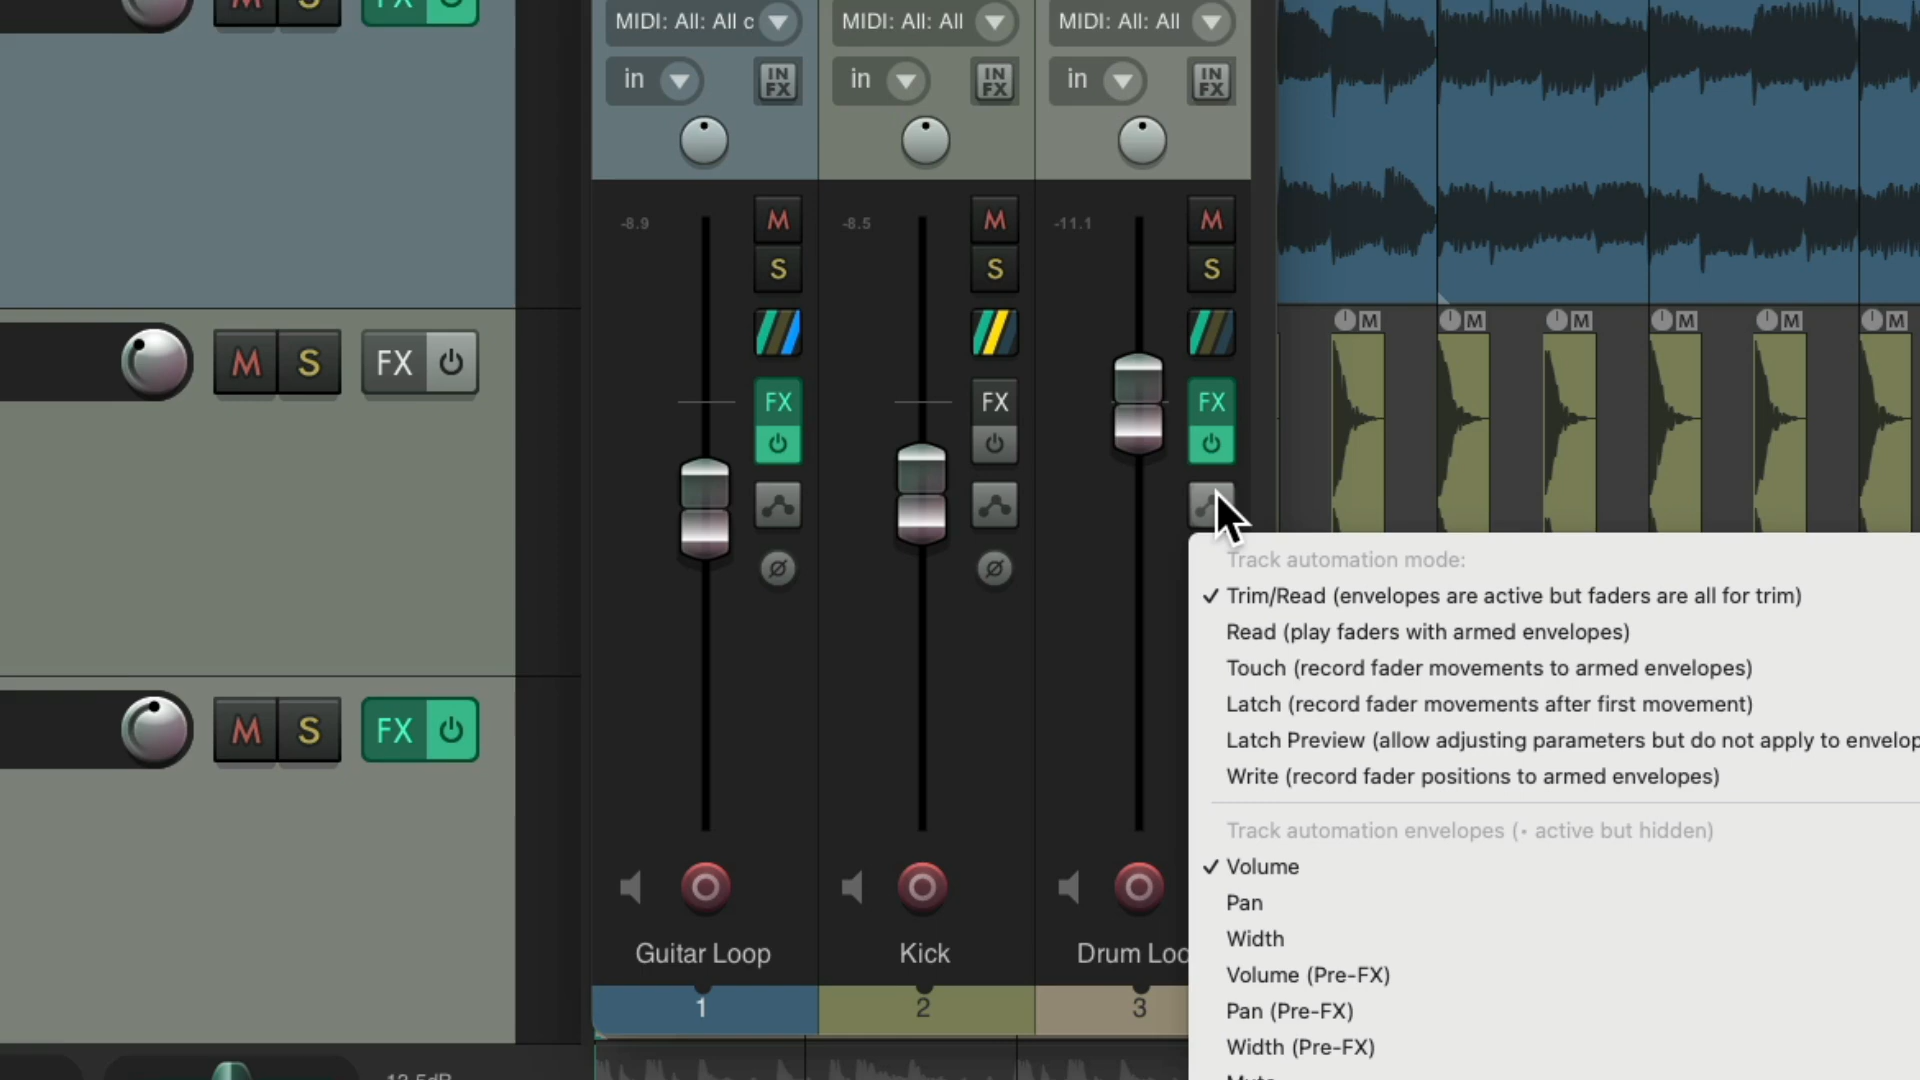 M S FX
MIDI: All: All c MIDI: All: All MIDI: All: All
in IN FX in IN FX in IN FX
-8.9 M -8.5 M -11.1 M
S S S
M M M M M M
M S FX
FX FX FX
Track automation mode:
✓ Trim/Read (envelopes are active but faders are all for trim)
Read (play faders with armed envelopes)
Touch (record fader movements to armed envelopes)
Latch (record fader movements after first movement)
Latch Preview (allow adjusting parameters but do not apply to envelop
Write (record fader positions to armed envelopes)
M S FX
Track automation envelopes (• active but hidden)
✓ Volume
Pan
Width
Volume (Pre-FX)
Pan (Pre-FX)
Width (Pre-FX)
Guitar Loop Kick Drum Loo
1 2 3